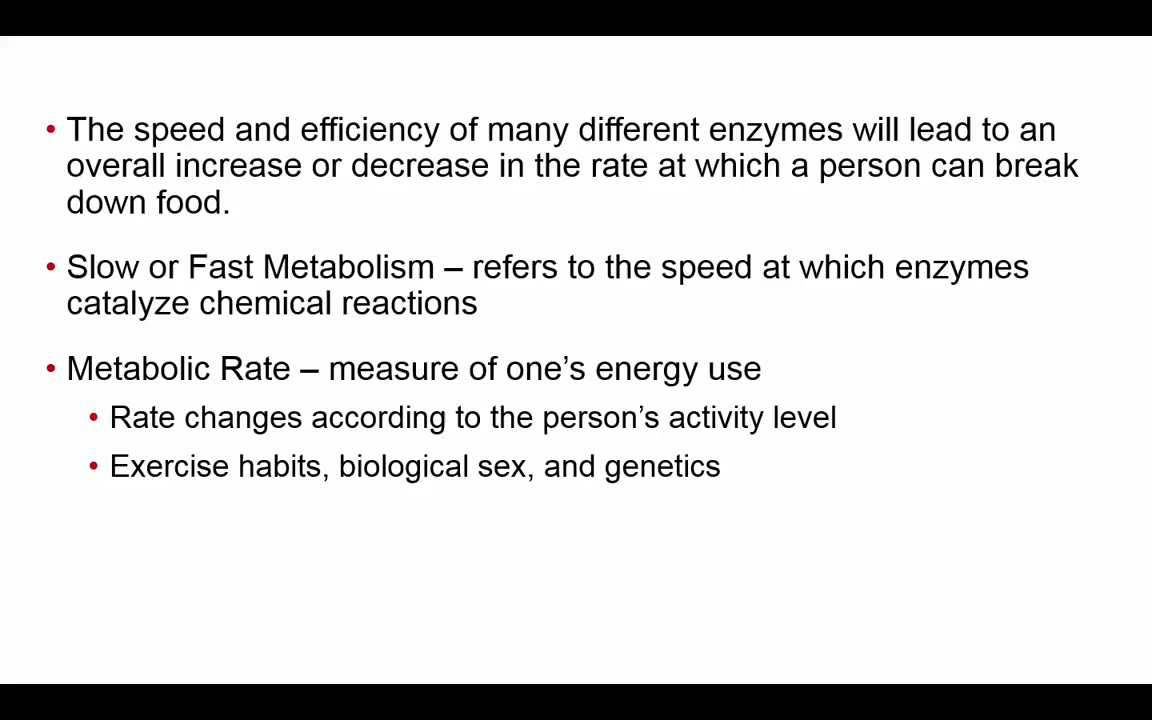 • The speed and efficiency of many different enzymes will lead to an
overall increase or decrease in the rate at which a person can break
down food.
• Slow or Fast Metabolism – refers to the speed at which enzymes
catalyze chemical reactions
• Metabolic Rate – measure of one’s energy use
• Rate changes according to the person’s activity level
• Exercise habits, biological sex, and genetics